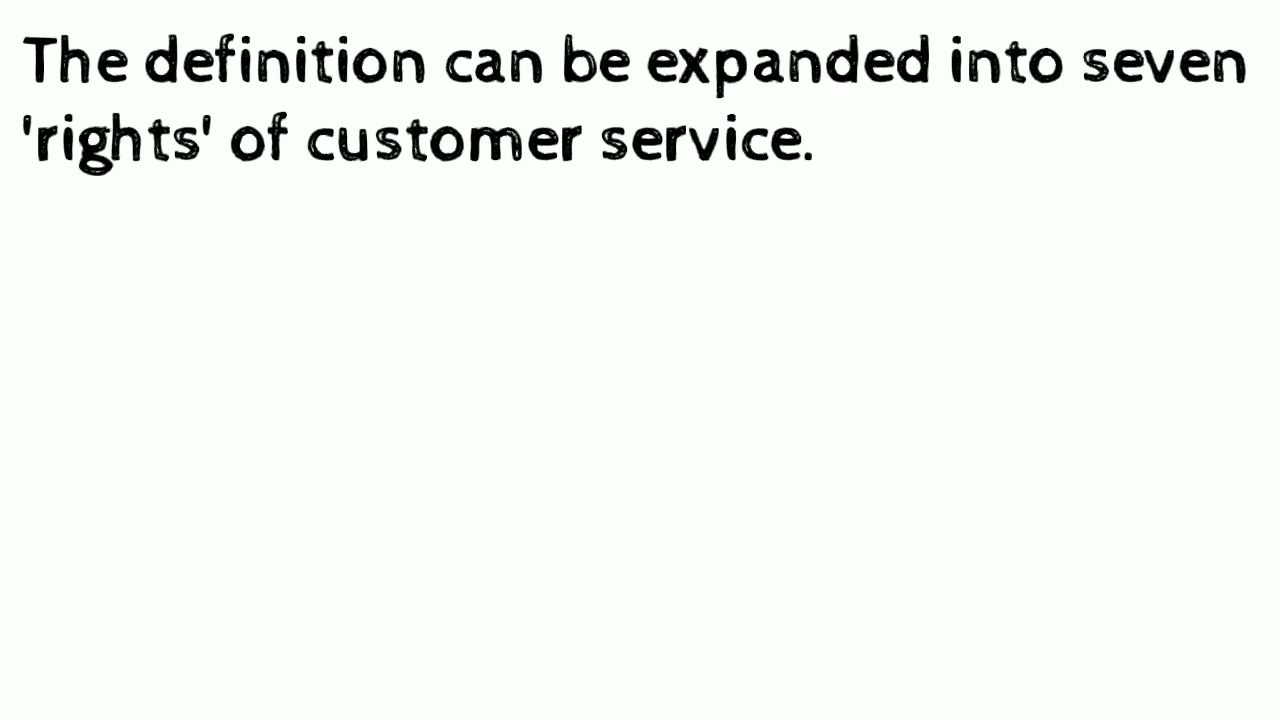 The definition can be expanded into seven
'rights' of customer service.